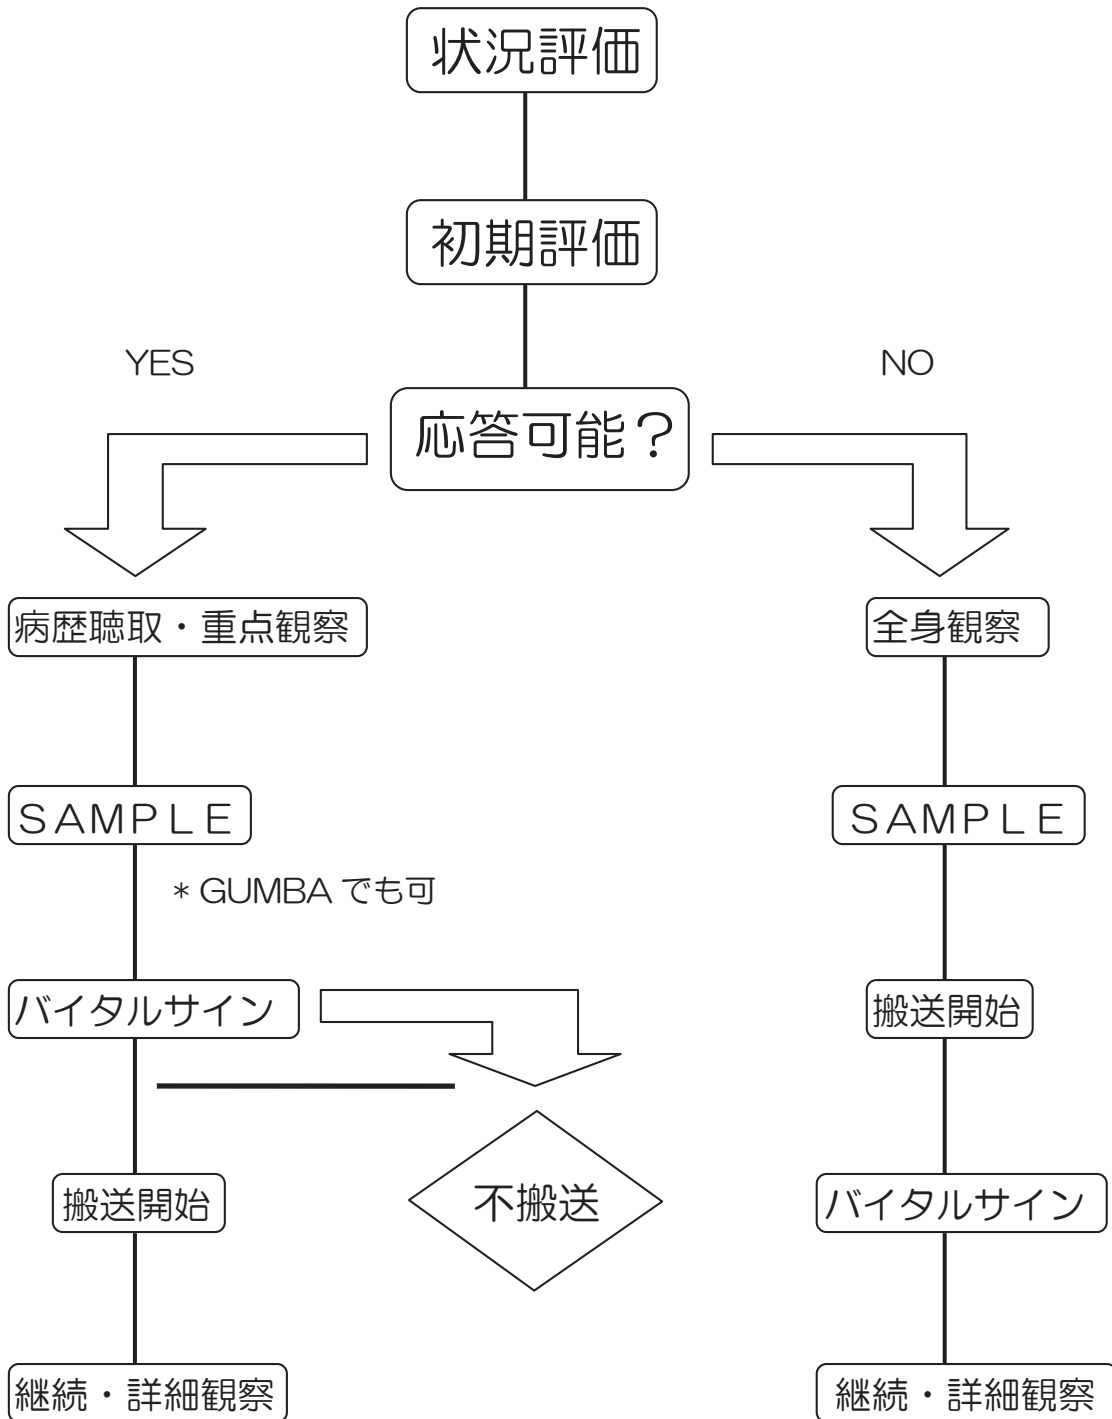 状況評価
初期評価
YES
NO
応答可能？
病歴聴取・重点観察
全身観察
ＳＡＭＰＬＥ
ＳＡＭＰＬＥ
* GUMBA でも可
バイタルサイン
搬送開始
搬送開始
不搬送
バイタルサイン
継続・詳細観察
継続・詳細観察